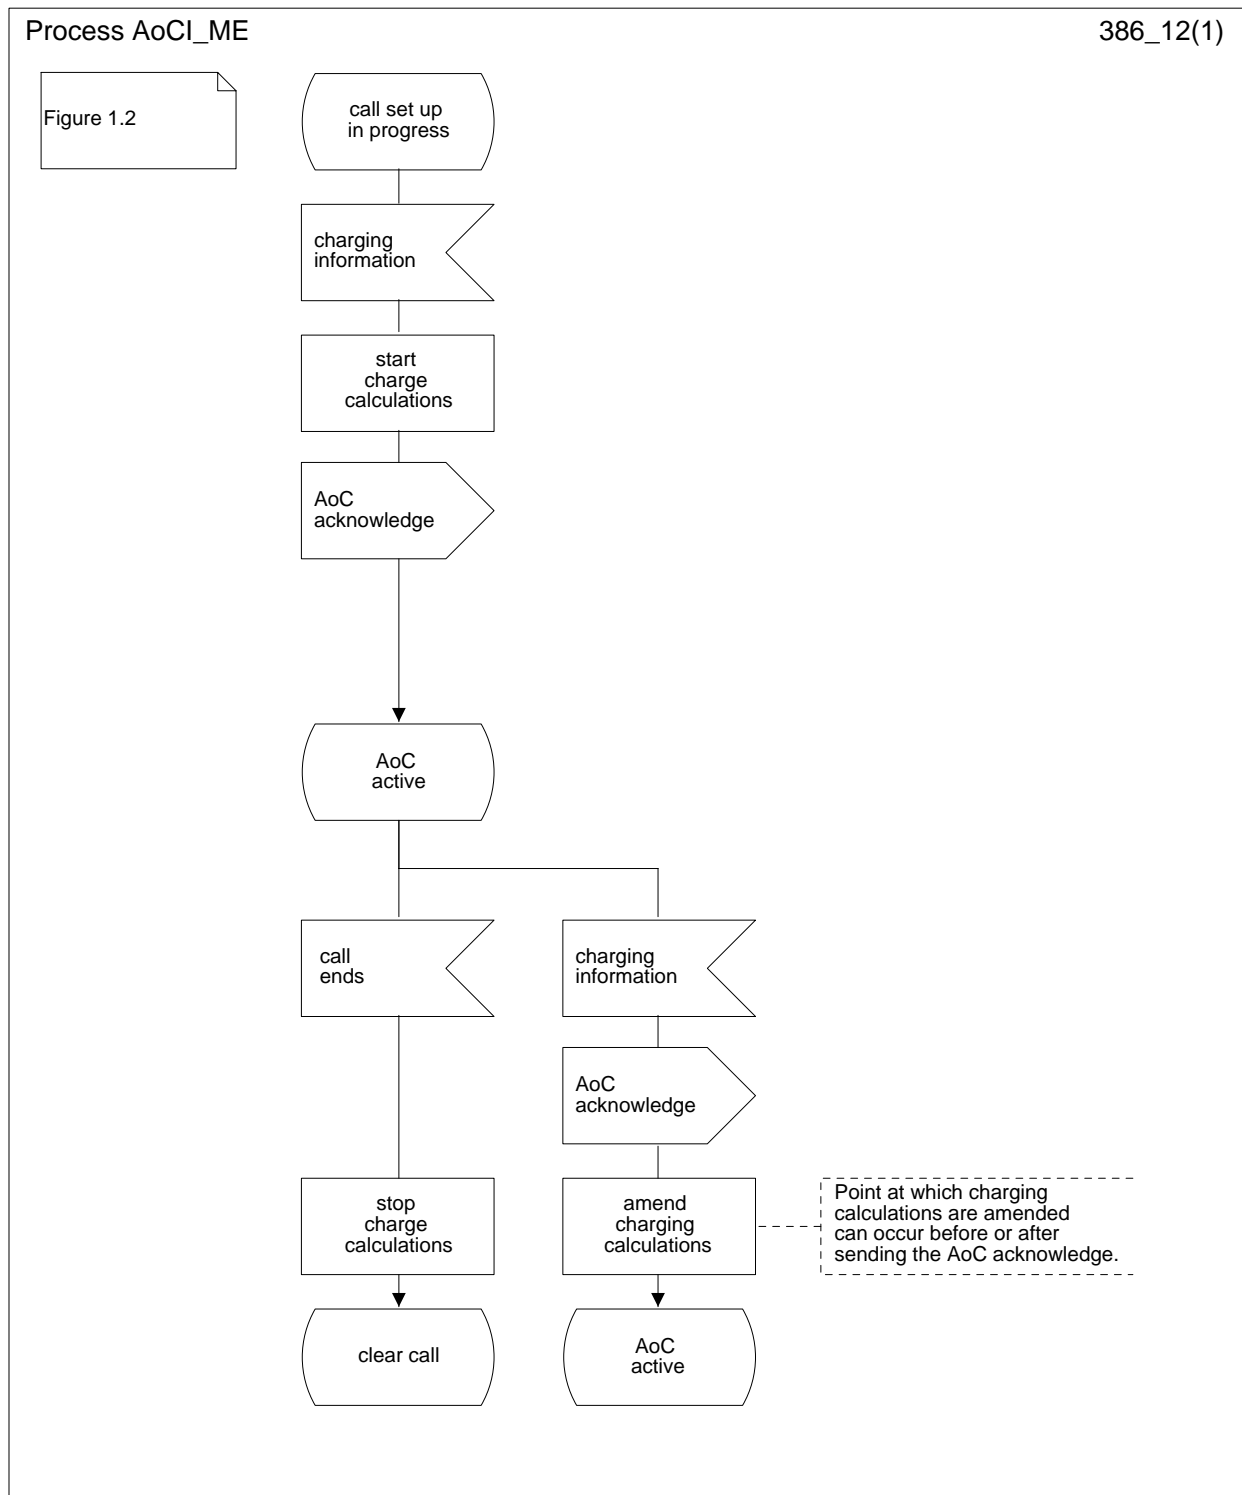 Process AoCI_ME
386_12(1)
Figure 1.2
call set up
in progress
charging
information
start
charge
calculations
AoC
acknowledge
AoC
active
call
ends
charging
information
AoC
acknowledge
stop
charge
calculations
amend
charging
calculations
Point at which charging
calculations are amended
can occur before or after
sending the AoC acknowledge.
clear call
AoC
active